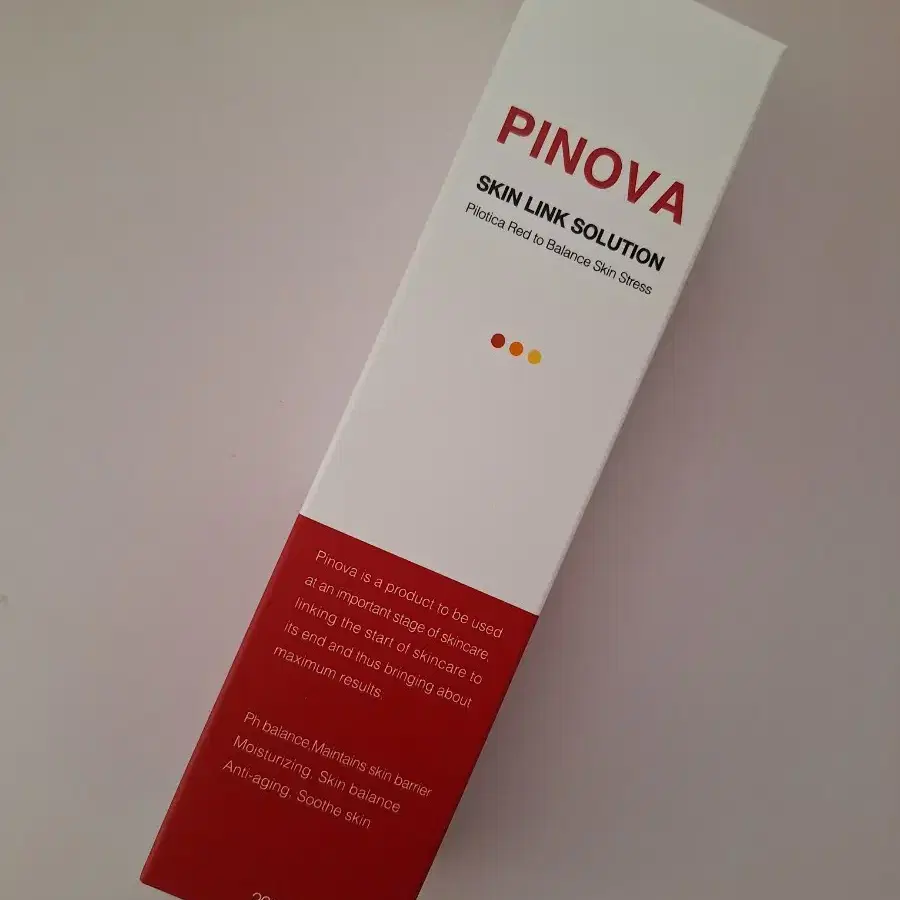 PINOVA
SKIN LINK SOLUTION
Pilotica Red to Balance Skin Stress
Pinova is a product to be used
at an important stage of skincare,
linking the start of skincare to
its end and thus bringing about
maximum results.
Ph balance,Maintains skin barrier
Moisturizing, Skin balance
Anti-aging, Soothe skin